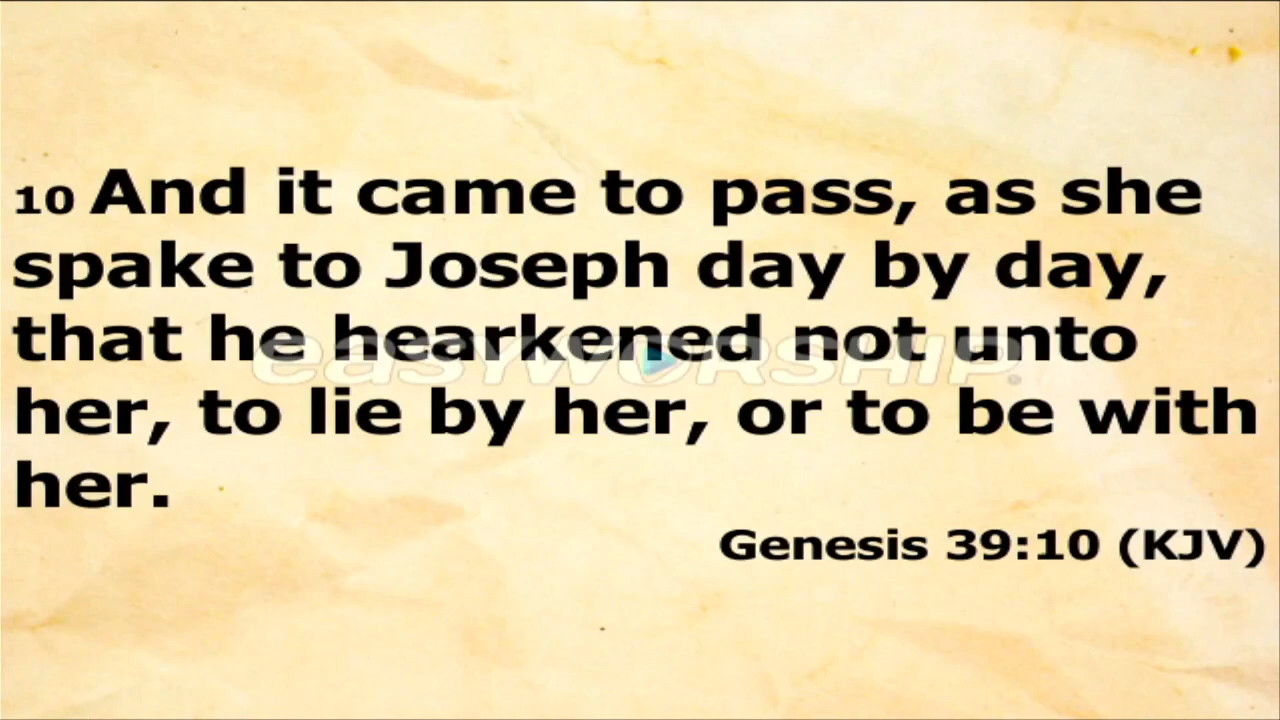 10 And it came to pass, as she
spake to Joseph day by day,
that he hearkened not unto
easyworship®
her, to lie by her, or to be with
her.
Genesis 39:10 (KJV)